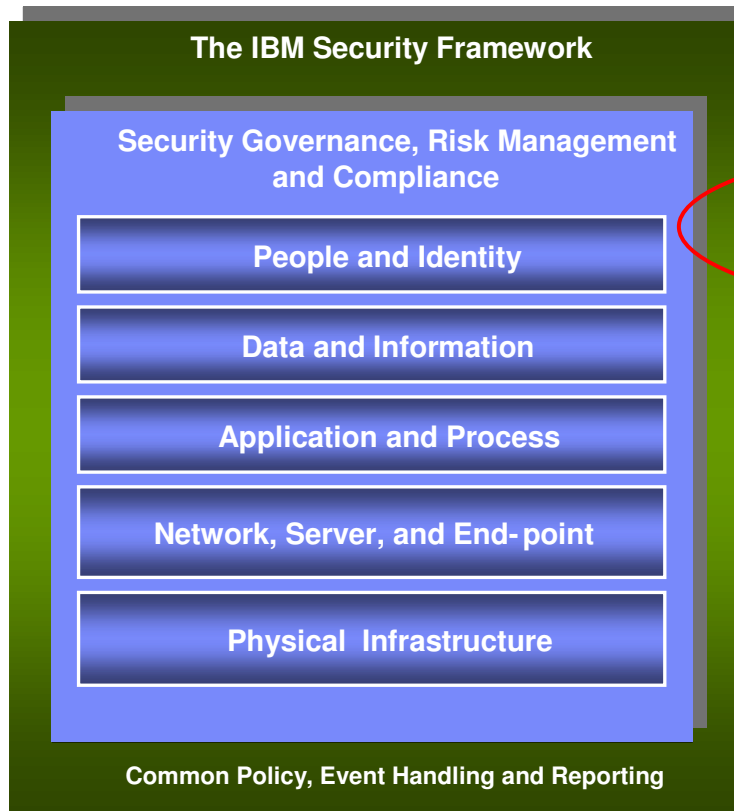 The IBM Security Framework
Security Governance, Risk Management
and Compliance
People and Identity
Data and Information
Application and Process
Network, Server, and End-point
Physical Infrastructure
Common Policy, Event Handling and Reporting